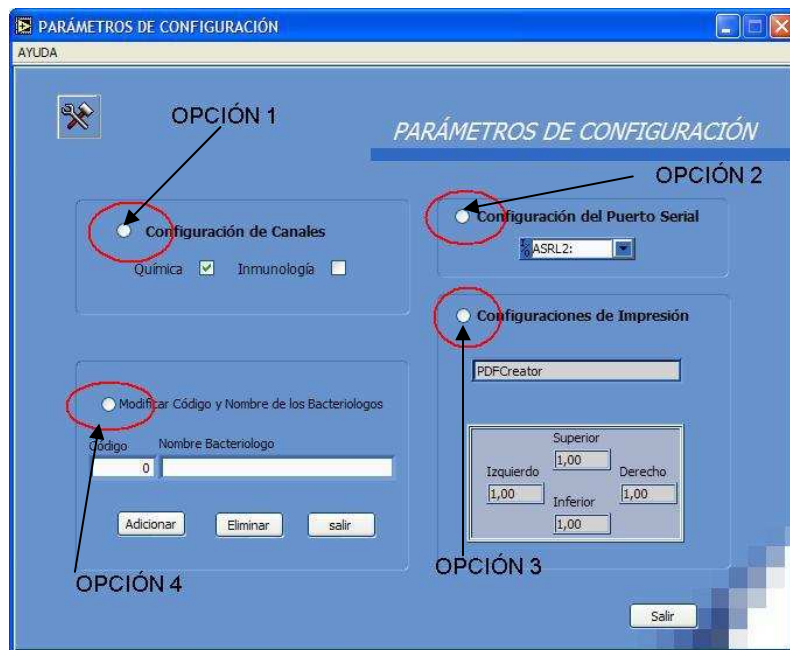 PARÁMETROS DE CONFIGURACIÓN
AYUDA
OPCIÓN 1
PARÁMETROS DE CONFIGURACIÓN
OPCIÓN 2
Configuración de Canales
Química
Inmunología
Configuración del Puerto Serial
ASRL2:
Configuraciones de Impresión
PDFCreator
Superior
1,00
Izquierdo
1,00
Derecho
1,00
Inferior
1,00
OPCIÓN 3
Modificar Código y Nombre de los Bacteriologos
Código
Nombre Bacteriologo
0
Adicionar
Eliminar
salir
OPCIÓN 4
Salir